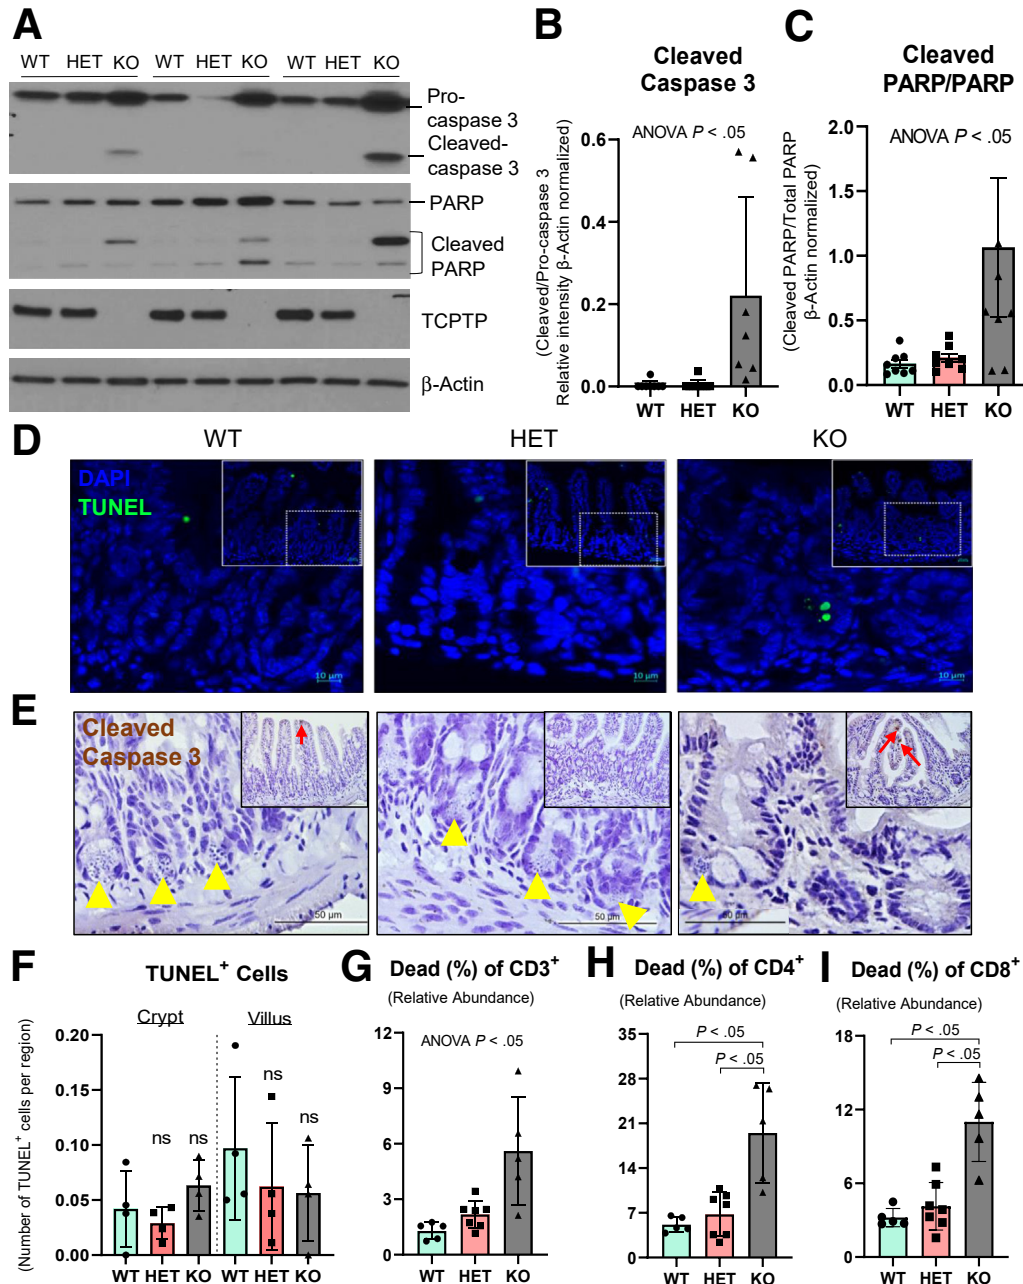 A
WT HET KO WT HET KO WT HET KO
Pro-
caspase 3
Cleaved-
caspase 3
PARP
Cleaved
PARP
TCPTP
β-Actin
B
Cleaved
Caspase 3
ANOVA P < .05
(Cleaved/Pro-caspase 3
Relative intensity β-Actin normalized)
0.6
0.4
0.2
0.0
WT HET KO
C
Cleaved
PARP/PARP
ANOVA P < .05
(Cleaved PARP/Total PARP
β-Actin normalized)
2.0
1.5
1.0
0.5
0.0
WT HET KO
D
WT HET KO
DAPI
TUNEL
10 µm
10 µm
10 µm
E
Cleaved
Caspase 3
50 µm
50 µm
50 µm
F
TUNEL+ Cells
Crypt Villus
(Number of TUNEL+ cells per region)
0.20
0.15
0.10
0.05
0.00
ns ns ns ns
WT HET KO WT HET KO
G
Dead (%) of CD3+
(Relative Abundance)
ANOVA P < .05
12
9
6
3
0
WT HET KO
H
Dead (%) of CD4+
(Relative Abundance)
P < .05
P < .05
35
28
21
14
7
0
WT HET KO
I
Dead (%) of CD8+
(Relative Abundance)
P < .05
P < .05
18
12
6
0
WT HET KO